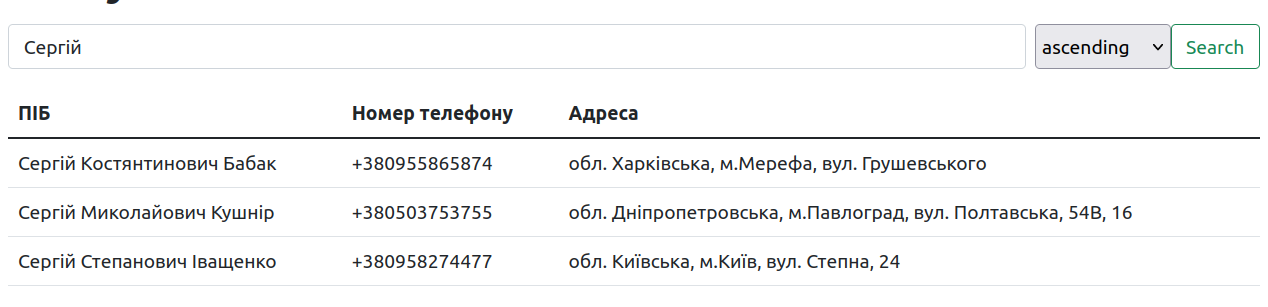 Сергій ascending Search
ПІБ Номер телефону Адреса
Сергій Костянтинович Бабак +380955865874 обл. Харківська, м.Мерефа, вул. Грушевського
Сергій Миколайович Кушнір +380503753755 обл. Дніпропетровська, м.Павлоград, вул. Полтавська, 54В, 16
Сергій Степанович Іващенко +380958274477 обл. Київська, м.Київ, вул. Степна, 24